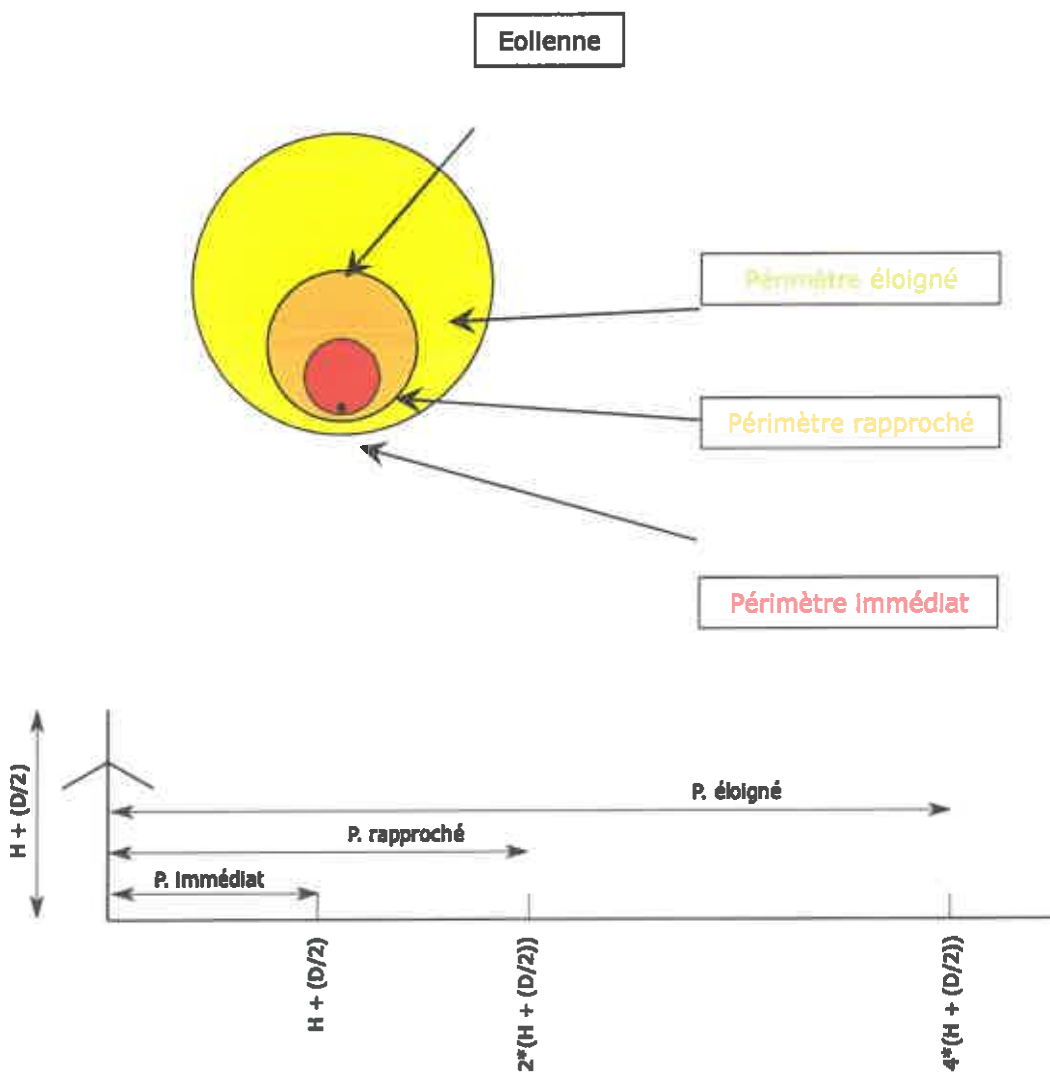 Eolienne
Périmètre éloigné
Périmètre rapproché
Périmètre immédiat
H + (D/2)
P. éloigné
P. rapproché
P. immédiat
H + (D/2)
2*(H + (D/2))
4*(H + (D/2))